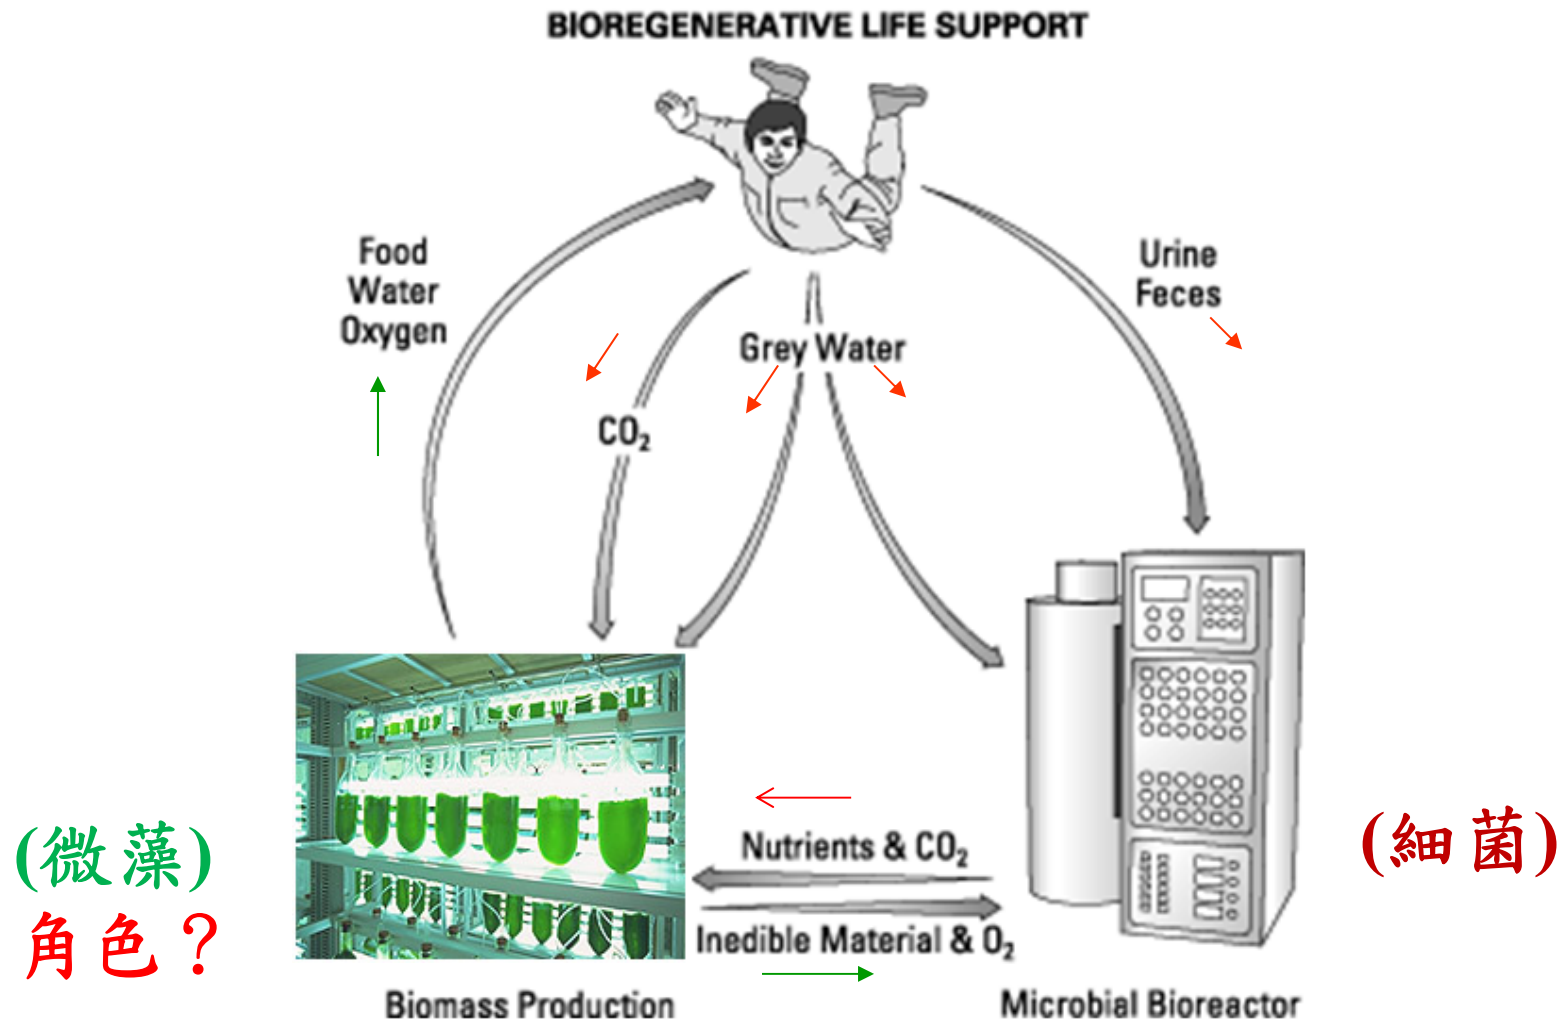 BIOREGENERATIVE LIFE SUPPORT
Food
Water
Oxygen
Urine
Feces
Grey Water
CO₂
(微藻)
角色？
(細菌)
Nutrients & CO₂
Inedible Material & O₂
Biomass Production
Microbial Bioreactor